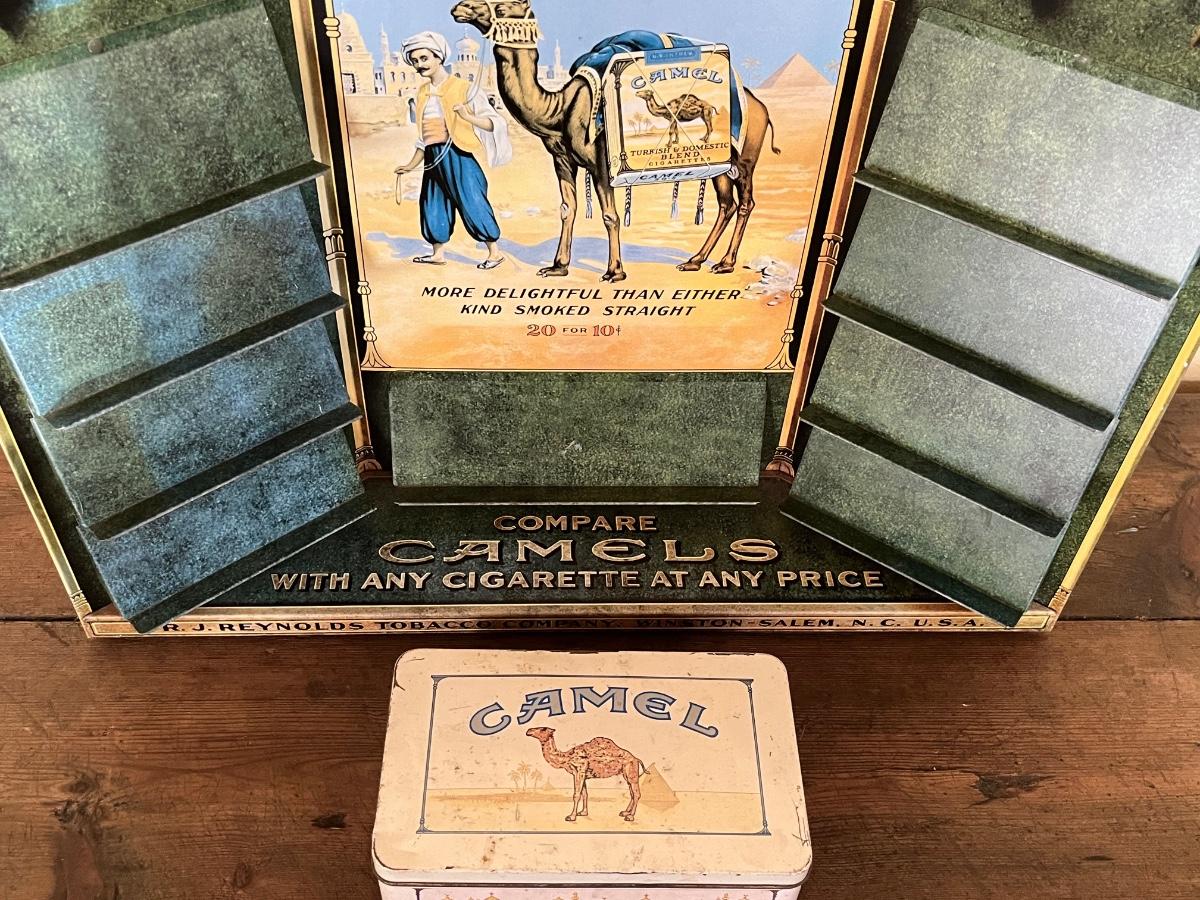 CAMEL
TURKISH & DOMESTIC
BLEND
CIGARETTES
CAMEL
MORE DELIGHTFUL THAN EITHER
KIND SMOKED STRAIGHT
20 FOR 10¢
COMPARE
CAMELS
WITH ANY CIGARETTE AT ANY PRICE
R. J. REYNOLDS TOBACCO COMPANY WINSTON-SALEM, N. C. U.S.A.
CAMEL